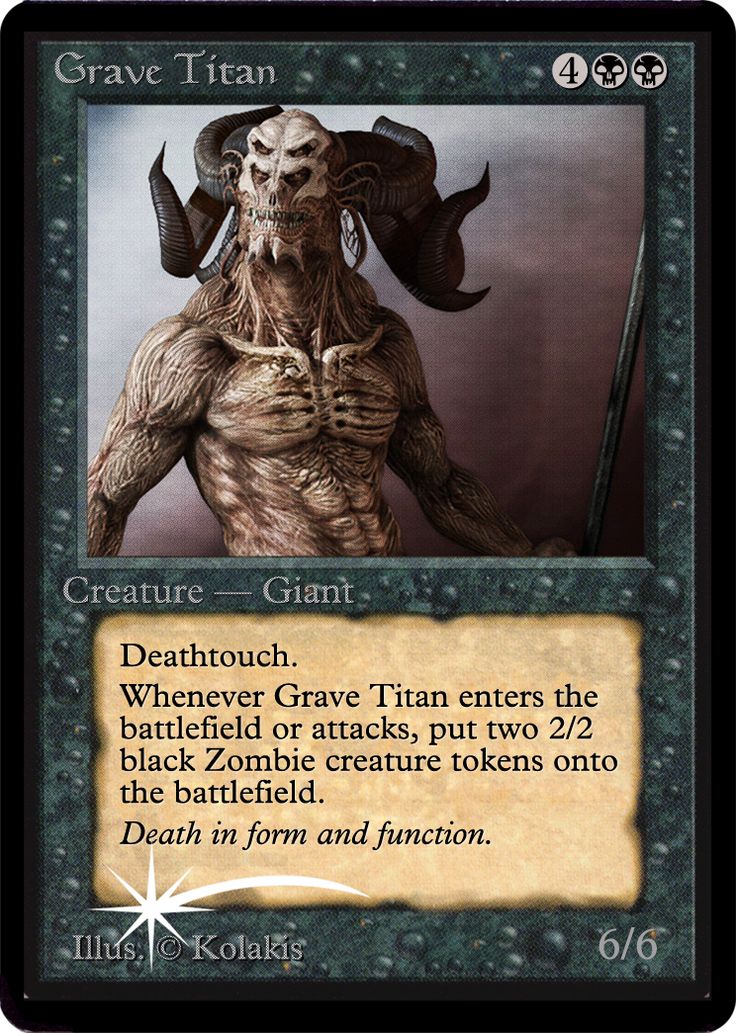 Grave Titan 4
Creature — Giant
Deathtouch.
Whenever Grave Titan enters the
battlefield or attacks, put two 2/2
black Zombie creature tokens onto
the battlefield.
Death in form and function.
Illus. © Kolakis 6/6